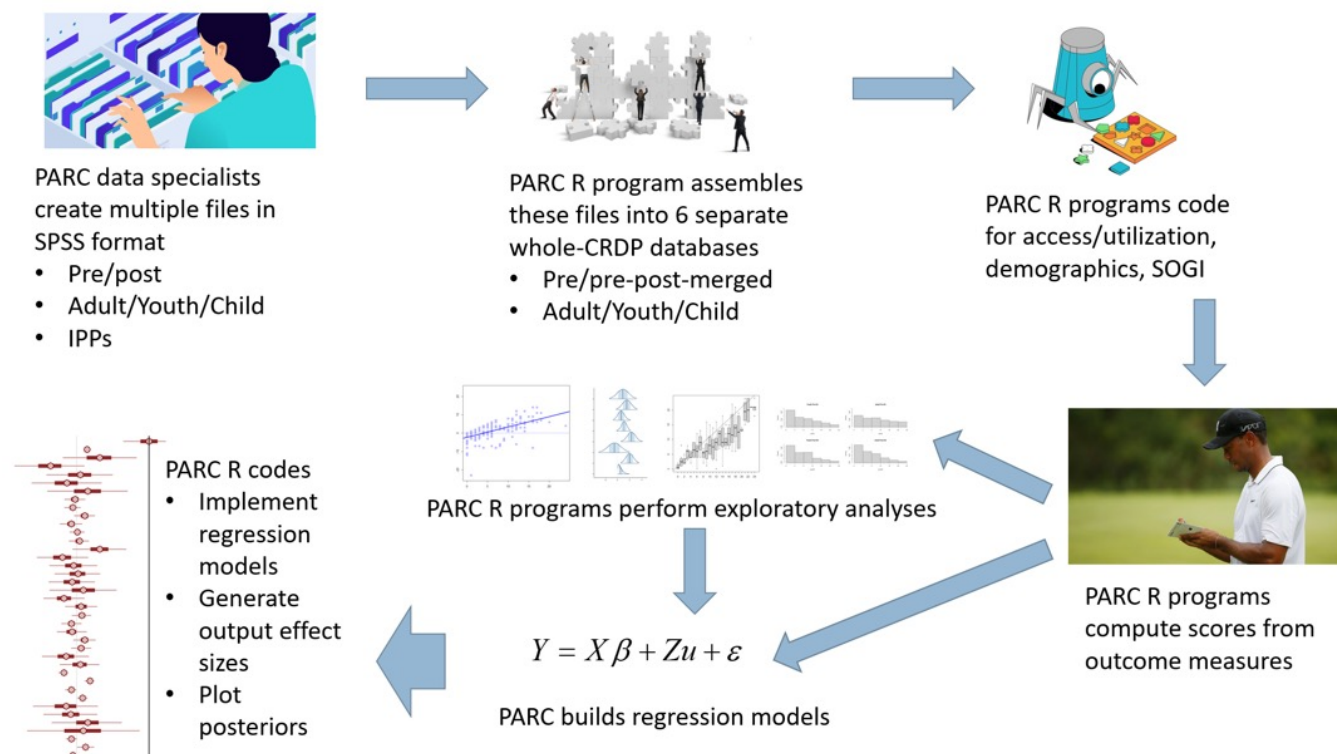 PARC data specialists
create multiple files in
SPSS format
• Pre/post
• Adult/Youth/Child
• IPPs
PARC R program assembles
these files into 6 separate
whole-CRDP databases
• Pre/pre-post-merged
• Adult/Youth/Child
PARC R programs code
for access/utilization,
demographics, SOGI
PARC R programs
compute scores from
outcome measures
PARC R programs perform exploratory analyses
Y = Xβ + Zu + ε
PARC builds regression models
PARC R codes
• Implement
regression
models
• Generate
output effect
sizes
• Plot
posteriors